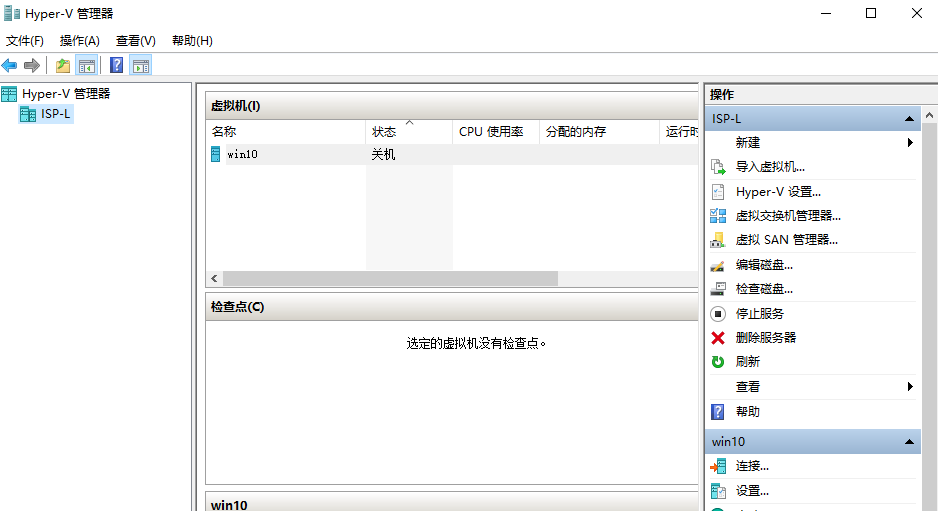 Hyper-V 管理器
文件(F) 操作(A) 查看(V) 帮助(H)
Hyper-V 管理器
ISP-L
虚拟机(I)
名称 状态 CPU 使用率 分配的内存 运行时
win10 关机
检查点(C)
选定的虚拟机没有检查点。
win10
操作
ISP-L
新建
导入虚拟机...
Hyper-V 设置...
虚拟交换机管理器...
虚拟 SAN 管理器...
编辑磁盘...
检查磁盘...
停止服务
删除服务器
刷新
查看
帮助
win10
连接...
设置...